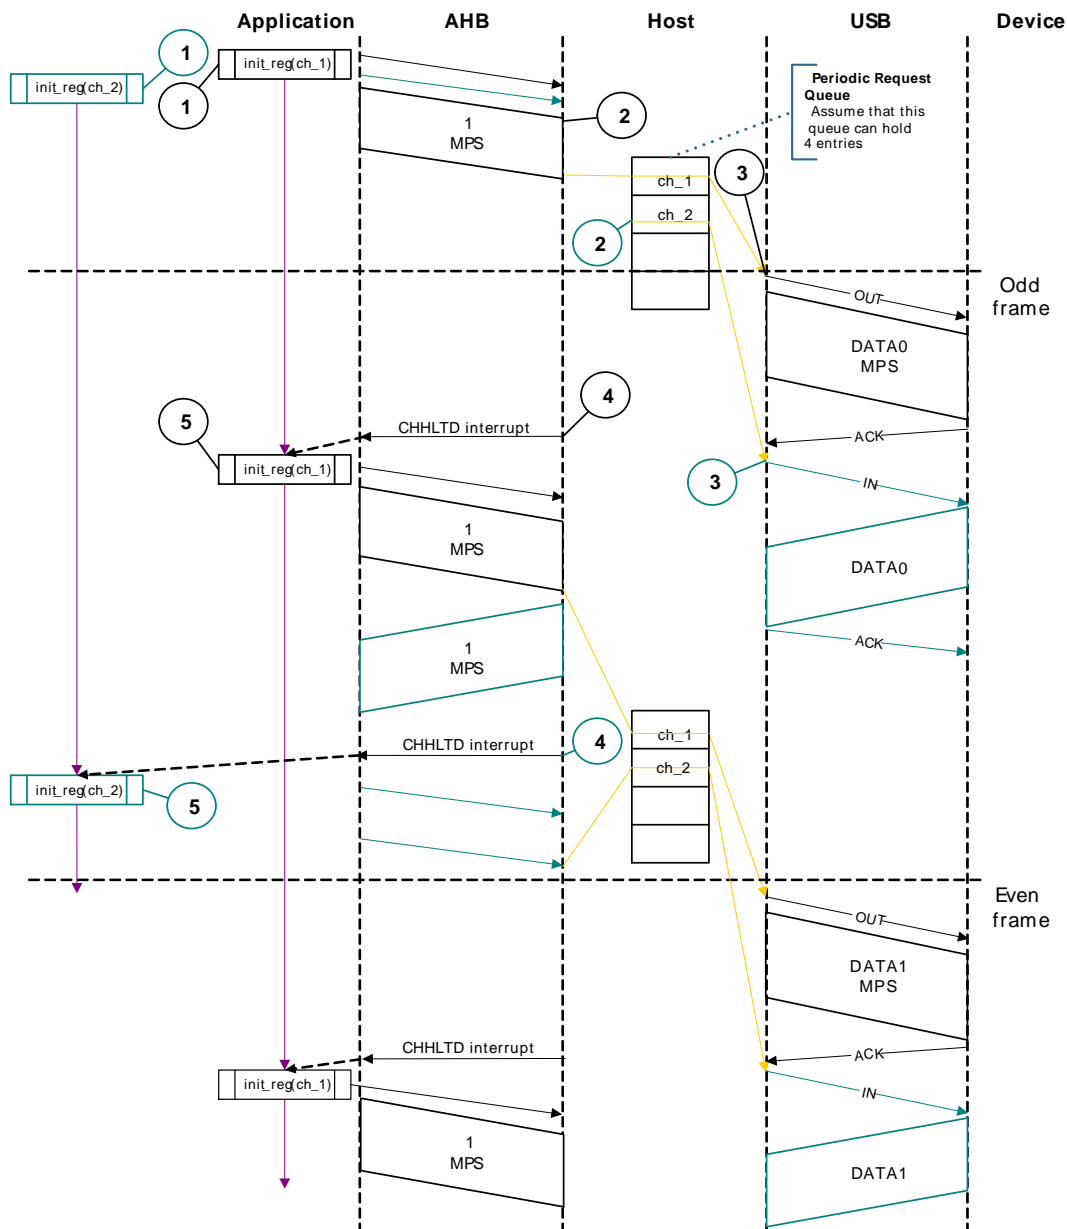 Application AHB Host USB Device
1
init_reg(ch_1)
init_reg(ch_2)
1
Periodic Request
Queue
Assume that this
queue can hold
4 entries
1
MPS
2
3
ch_1
ch_2
2
Odd
frame
OUT
DATA0
MPS
4
5
CHHLTD interrupt
ACK
init_reg(ch_1)
3
IN
1
MPS
DATA0
1
MPS
ACK
ch_1
CHHLTD interrupt
4
ch_2
init_reg(ch_2)
5
Even
frame
OUT
DATA1
MPS
CHHLTD interrupt
ACK
init_reg(ch_1)
IN
1
MPS
DATA1